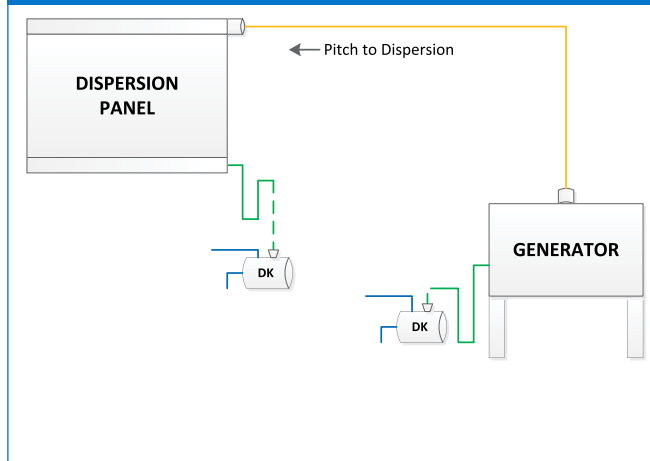 Pitch to Dispersion
DISPERSION
PANEL
GENERATOR
DK
DK